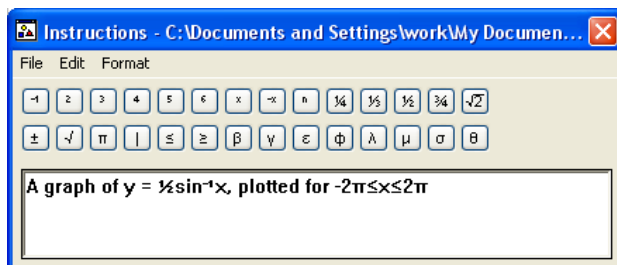 Instructions - C:\Documents and Settings\work\My Documen...
File Edit Format
⁻¹ ² ³ ⁴ ⁵ ⁶ ˣ ⁻ˣ ⁿ ¼ ⅓ ½ ¾ √2
± √ π | ≤ ≥ β γ ε φ λ μ σ θ
A graph of y = ½sin⁻¹x, plotted for -2π≤x≤2π